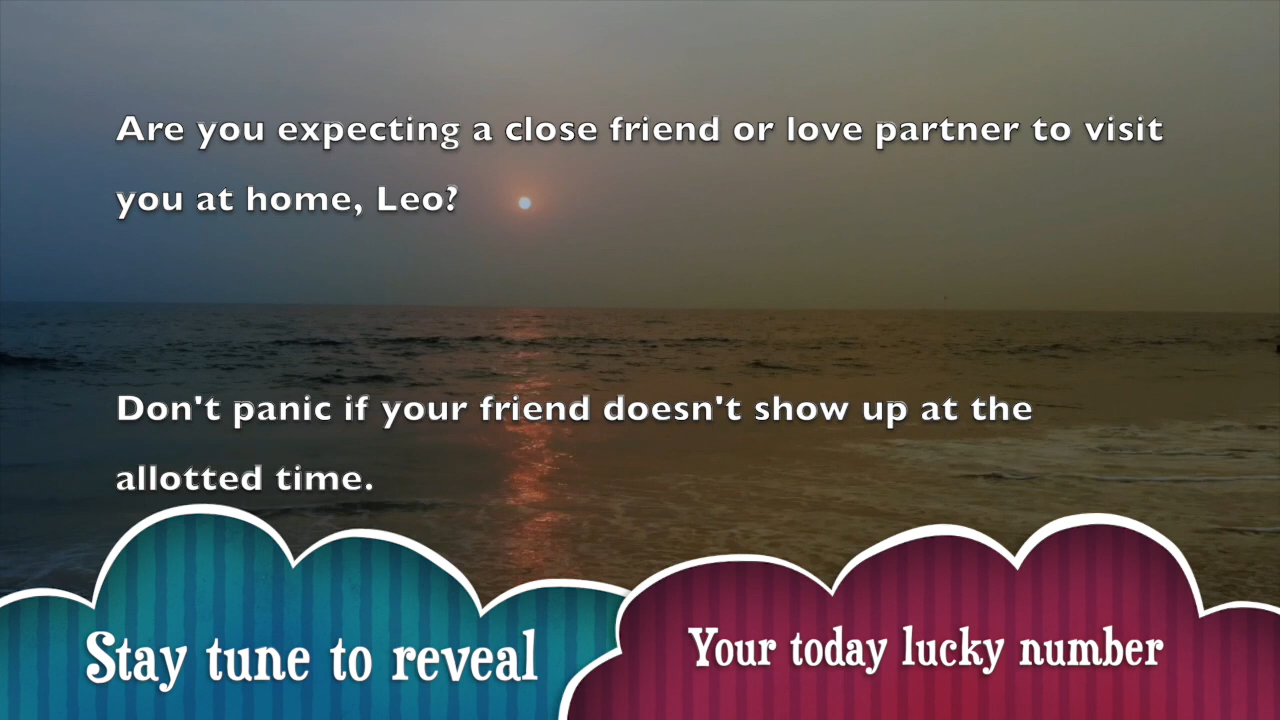 Are you expecting a close friend or love partner to visit
you at home, Leo?
Don't panic if your friend doesn't show up at the
allotted time.
Stay tune to reveal
Your today lucky number